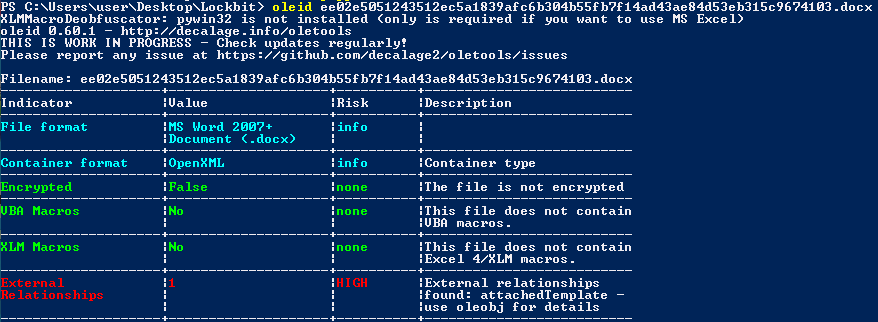 PS C:\Users\user\Desktop\Lockbit> oleid ee02e5051243512ec5a1839afc6b304b55fb7f14ad43ae84d53eb315c9674103.docx
XLMMacroDeobfuscator: pywin32 is not installed (only is required if you want to use MS Excel)
oleid 0.60.1 - http://decalage.info/oletools
THIS IS WORK IN PROGRESS - Check updates regularly!
Please report any issue at https://github.com/decalage2/oletools/issues
Filename: ee02e5051243512ec5a1839afc6b304b55fb7f14ad43ae84d53eb315c9674103.docx
--------------------+--------------------+----------+--------------------------
Indicator           |Value               |Risk      |Description
--------------------+--------------------+----------+--------------------------
File format         |MS Word 2007+       |info      |
                    |Document (.docx)    |          |
--------------------+--------------------+----------+--------------------------
Container format    |OpenXML             |info      |Container type
--------------------+--------------------+----------+--------------------------
Encrypted           |False               |none      |The file is not encrypted
--------------------+--------------------+----------+--------------------------
VBA Macros          |No                  |none      |This file does not contain
                    |                    |          |VBA macros.
--------------------+--------------------+----------+--------------------------
XLM Macros          |No                  |none      |This file does not contain
                    |                    |          |Excel 4/XLM macros.
--------------------+--------------------+----------+--------------------------
External            |1                   |HIGH      |External relationships
Relationships       |                    |          |found: attachedTemplate -
                    |                    |          |use oleobj for details
--------------------+--------------------+----------+--------------------------